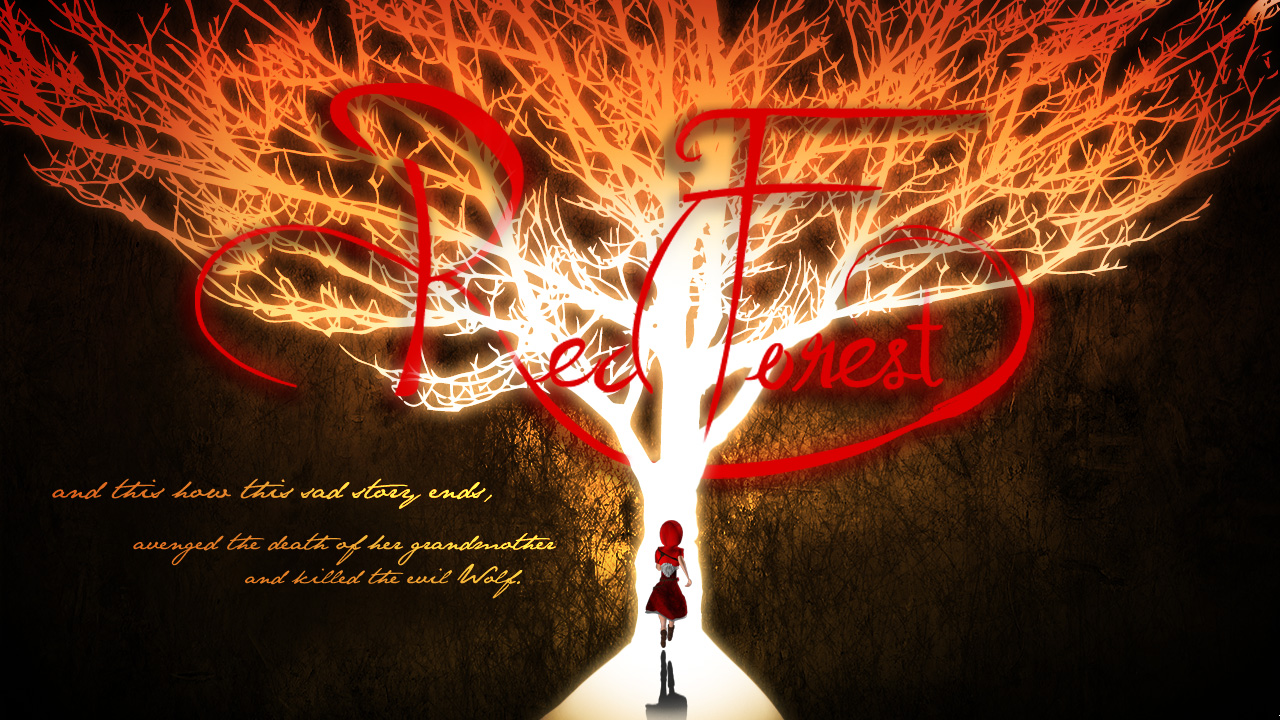 Red Forest
and this how this sad story ends,
avenged the death of her grandmother
and killed the evil Wolf.